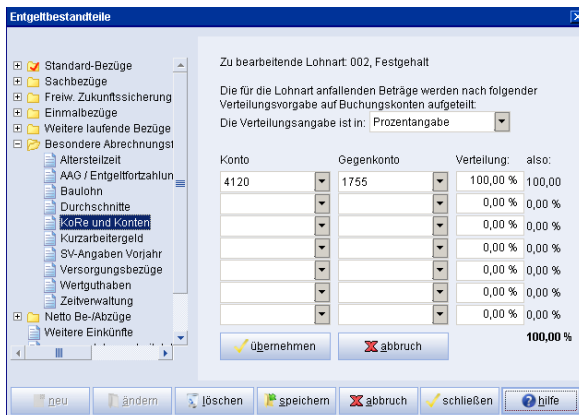 Entgeltbestandteile
Standard-Bezüge
Sachbezüge
Freiw. Zukunftssicherung
Einmalbezüge
Weitere laufende Bezüge
Besondere Abrechnungst
Altersteilzeit
AAG / Entgeltfortzahlun
Baulohn
Durchschnitte
KoRe und Konten
Kurzarbeitergeld
SV-Angaben Vorjahr
Versorgungsbezüge
Wertguthaben
Zeitverwaltung
Netto Be-/Abzüge
Weitere Einkünfte
Zu bearbeitende Lohnart: 002, Festgehalt
Die für die Lohnart anfallenden Beträge werden nach folgender
Verteilungsvorgabe auf Buchungskonten aufgeteilt:
Die Verteilungsangabe ist in: Prozentangabe
Konto Gegenkonto Verteilung: also:
4120 1755 100,00 % 100,00
0,00 % 0,00 %
0,00 % 0,00 %
0,00 % 0,00 %
0,00 % 0,00 %
0,00 % 0,00 %
0,00 % 0,00 %
100,00 %
übernehmen abbruch
neu ändern löschen speichern abbruch schließen hilfe